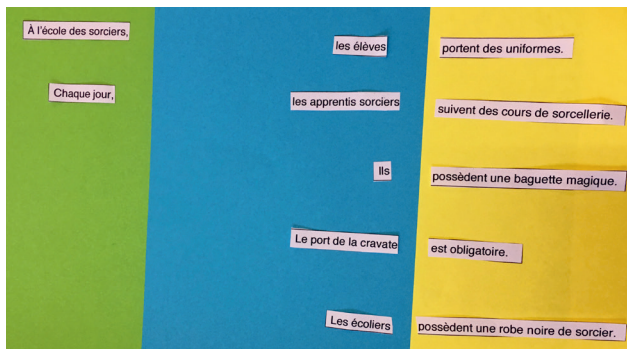 À l'école des sorciers, les élèves portent des uniformes.
Chaque jour, les apprentis sorciers suivent des cours de sorcellerie.
Ils possèdent une baguette magique.
Le port de la cravate est obligatoire.
Les écoliers possèdent une robe noire de sorcier.